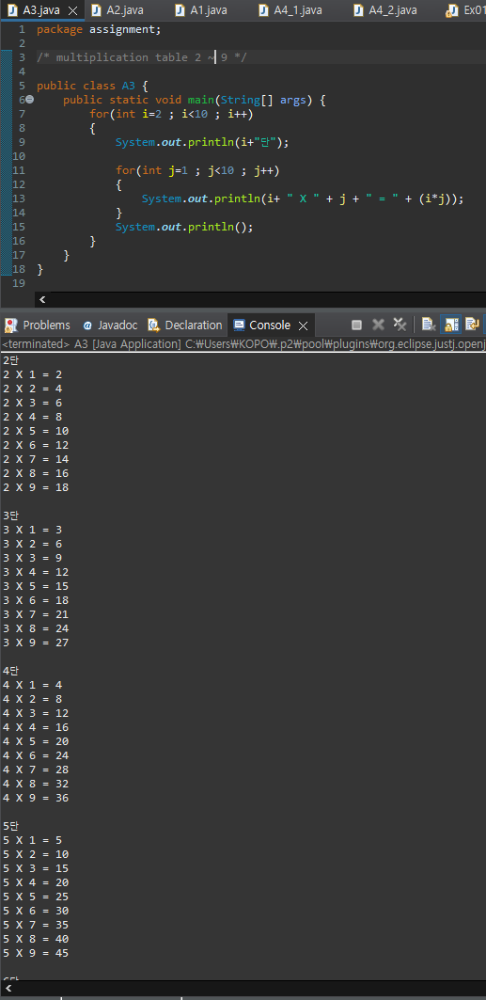 A3.java A2.java A1.java A4_1.java A4_2.java Ex01
1 package assignment;
2
3 /* multiplication table 2 ~ 9 */
4
5 public class A3 {
6 public static void main(String[] args) {
7 for(int i=2 ; i<10 ; i++)
8 {
9 System.out.println(i+"단");
10
11 for(int j=1 ; j<10 ; j++)
12 {
13 System.out.println(i+ " X " + j + " = " + (i*j));
14 }
15 System.out.println();
16 }
17 }
18 }
19
Problems Javadoc Declaration Console
<terminated> A3 [Java Application] C:₩Users₩KOPO₩.p2₩pool₩plugins₩org.eclipse.justj.openj
2단
2 X 1 = 2
2 X 2 = 4
2 X 3 = 6
2 X 4 = 8
2 X 5 = 10
2 X 6 = 12
2 X 7 = 14
2 X 8 = 16
2 X 9 = 18

3단
3 X 1 = 3
3 X 2 = 6
3 X 3 = 9
3 X 4 = 12
3 X 5 = 15
3 X 6 = 18
3 X 7 = 21
3 X 8 = 24
3 X 9 = 27

4단
4 X 1 = 4
4 X 2 = 8
4 X 3 = 12
4 X 4 = 16
4 X 5 = 20
4 X 6 = 24
4 X 7 = 28
4 X 8 = 32
4 X 9 = 36

5단
5 X 1 = 5
5 X 2 = 10
5 X 3 = 15
5 X 4 = 20
5 X 5 = 25
5 X 6 = 30
5 X 7 = 35
5 X 8 = 40
5 X 9 = 45